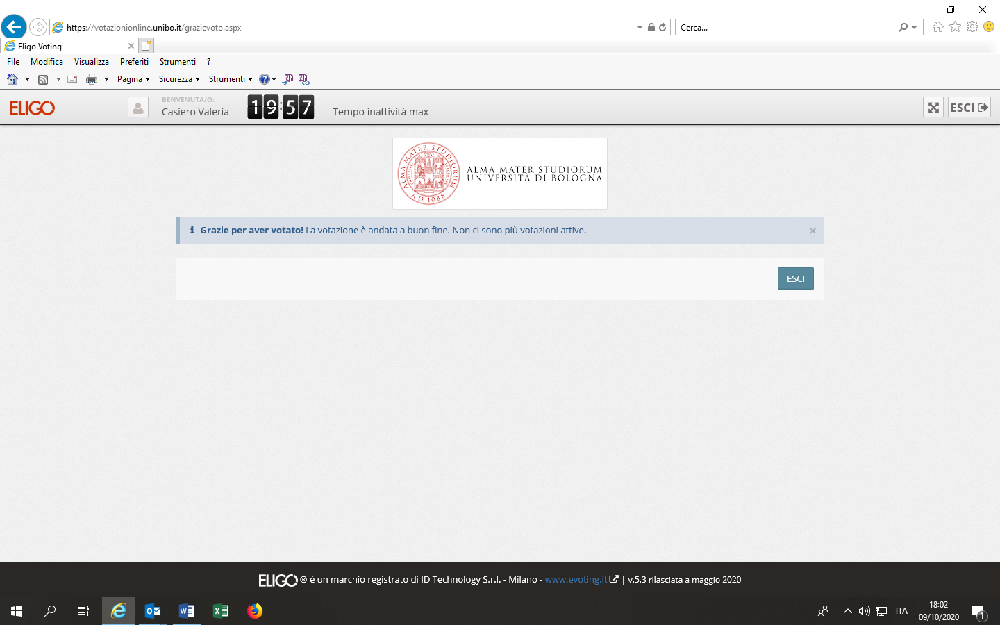 https://votazionionline.unibo.it/grazievoto.aspx
Cerca...
Eligo Voting
File Modifica Visualizza Preferiti Strumenti ?
Pagina Sicurezza Strumenti
ELIGO
BENVENUTA/O:
Casiero Valeria
19:57
Tempo inattività max
ESCI
ALMA MATER STUDIORUM
A.D. 1088
ALMA MATER STUDIORUM
UNIVERSITÀ DI BOLOGNA
Grazie per aver votato! La votazione è andata a buon fine. Non ci sono più votazioni attive.
ESCI
ELIGO ® è un marchio registrato di ID Technology S.r.l. - Milano - www.evoting.it | v.5.3 rilasciata a maggio 2020
ITA
18:02
09/10/2020
1